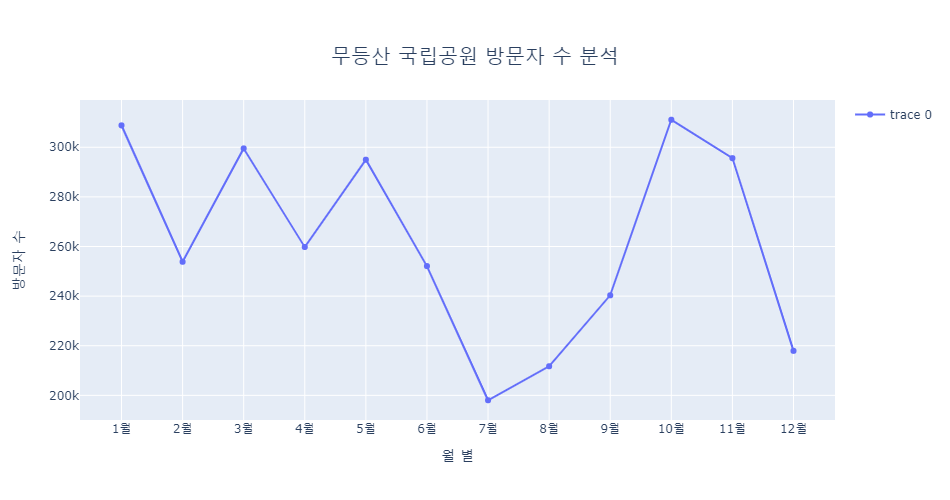 무등산 국립공원 방문자 수 분석
trace 0
방문자 수
300k
280k
260k
240k
220k
200k
1월 2월 3월 4월 5월 6월 7월 8월 9월 10월 11월 12월
월 별